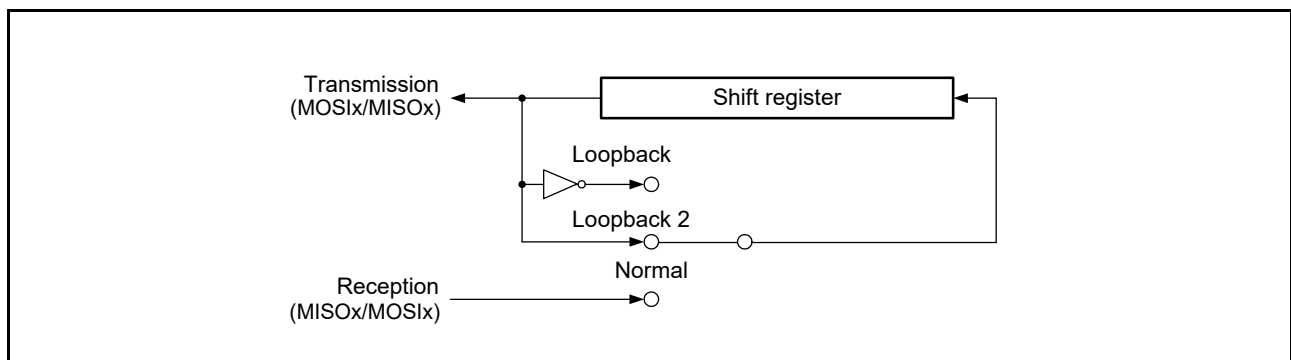 Transmission
(MOSIx/MISOx)
Shift register
Loopback
Loopback 2
Normal
Reception
(MISOx/MOSIx)